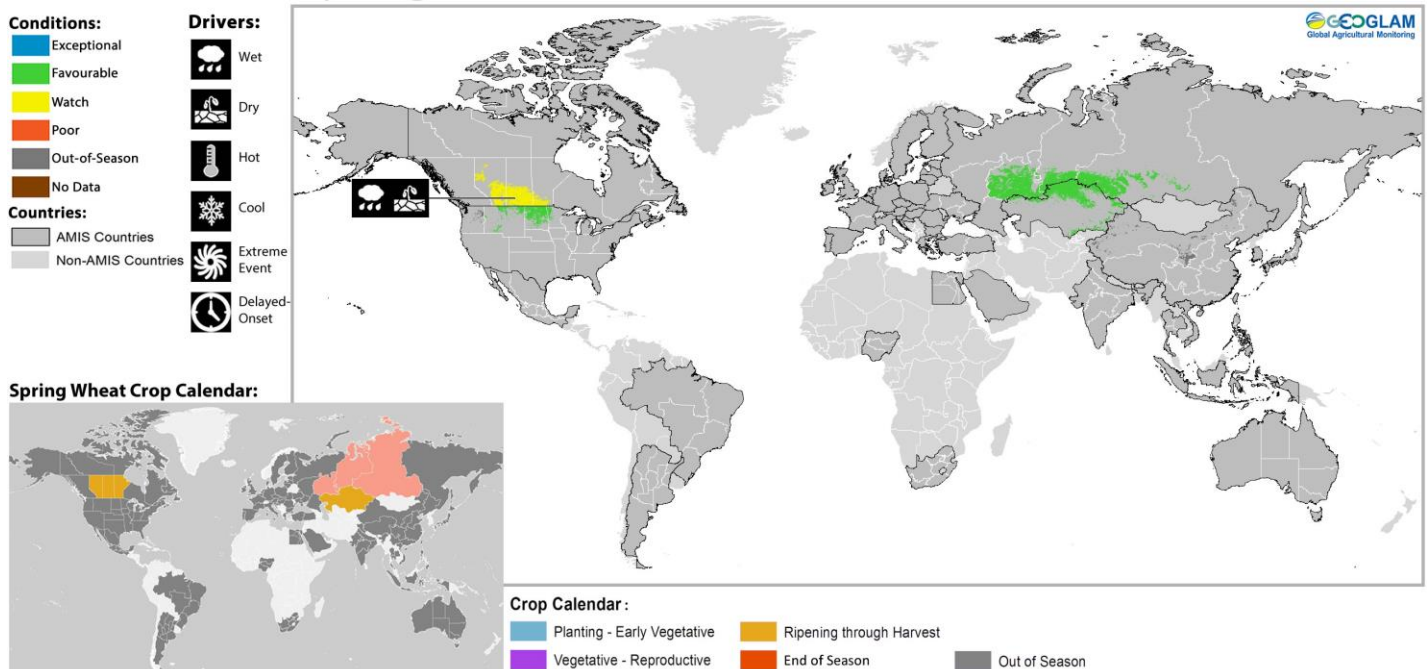 Conditions:
Exceptional
Favourable
Watch
Poor
Out-of-Season
No Data
Countries:
AMIS Countries
Non-AMIS Countries
Drivers:
Wet
Dry
Hot
Cool
Extreme
Event
Delayed-
Onset
GEOGLAM
Global Agricultural Monitoring
Spring Wheat Crop Calendar:
Crop Calendar :
Planting - Early Vegetative
Ripening through Harvest
Vegetative - Reproductive
End of Season
Out of Season